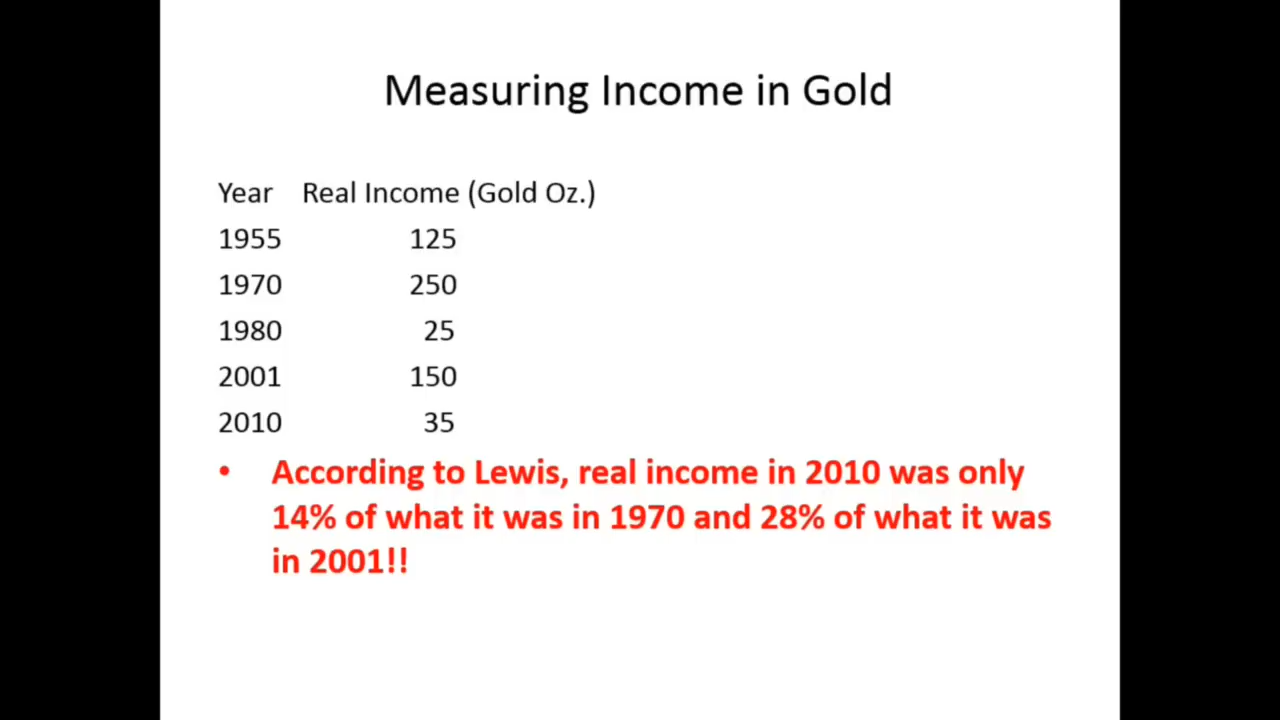 Measuring Income in Gold
Year Real Income (Gold Oz.)
1955 125
1970 250
1980 25
2001 150
2010 35
• According to Lewis, real income in 2010 was only
14% of what it was in 1970 and 28% of what it was
in 2001!!